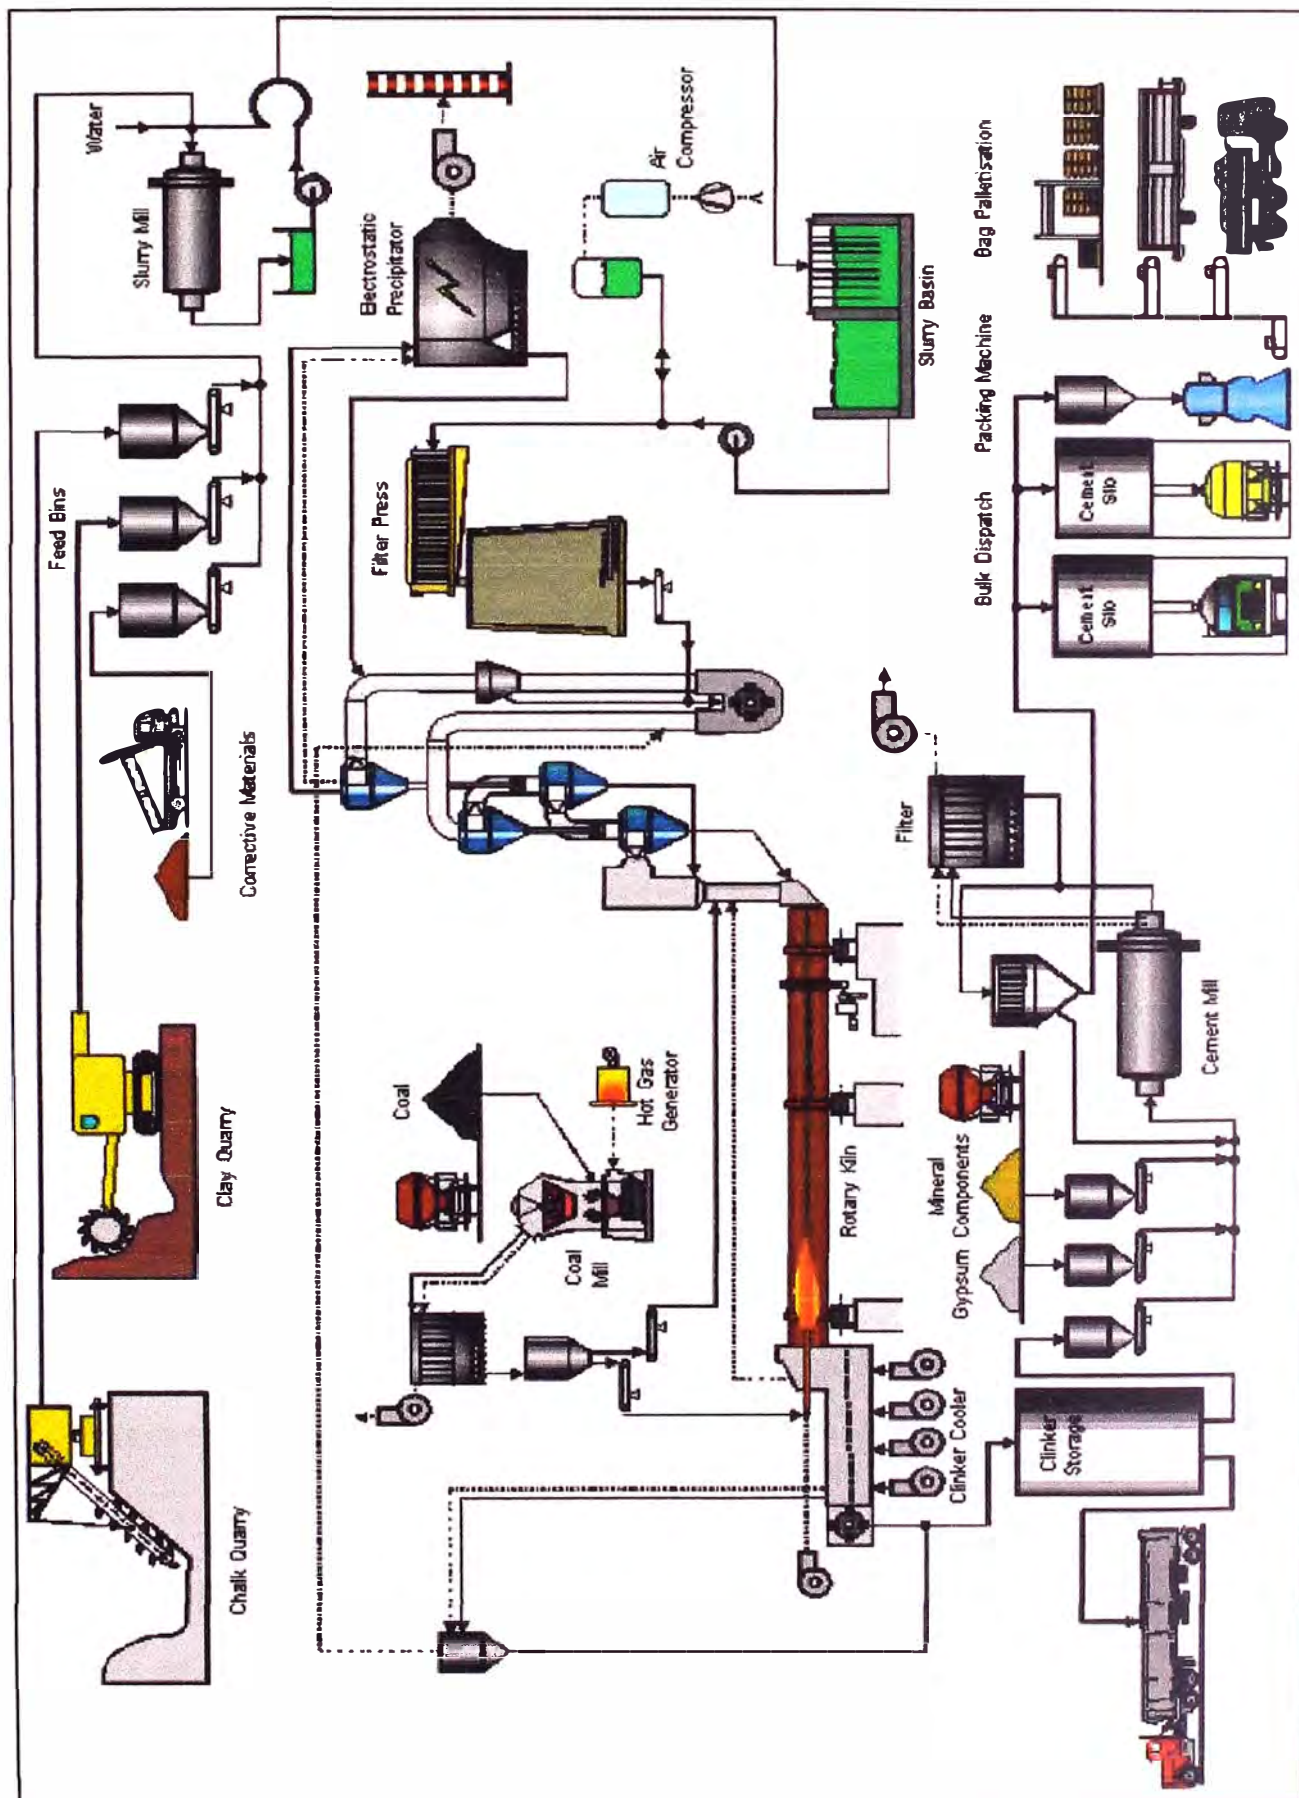 Chalk Quarry
Clay Quarry
Corrective Materials
Feed Bins
Slurry Mill
Water
Coal
Coal
Mill
Hot Gas
Generator
Filter Press
Electrostatic
Precipitator
Air
Compressor
Slurry Basin
Clinker Cooler
Rotary Kiln
Clinker
Storage
Gypsum
Mineral
Components
Filter
Cement Mill
Bulk Dispatch
Packing Machine
Bag Palletisation
Cement
Silo
Cement
Silo